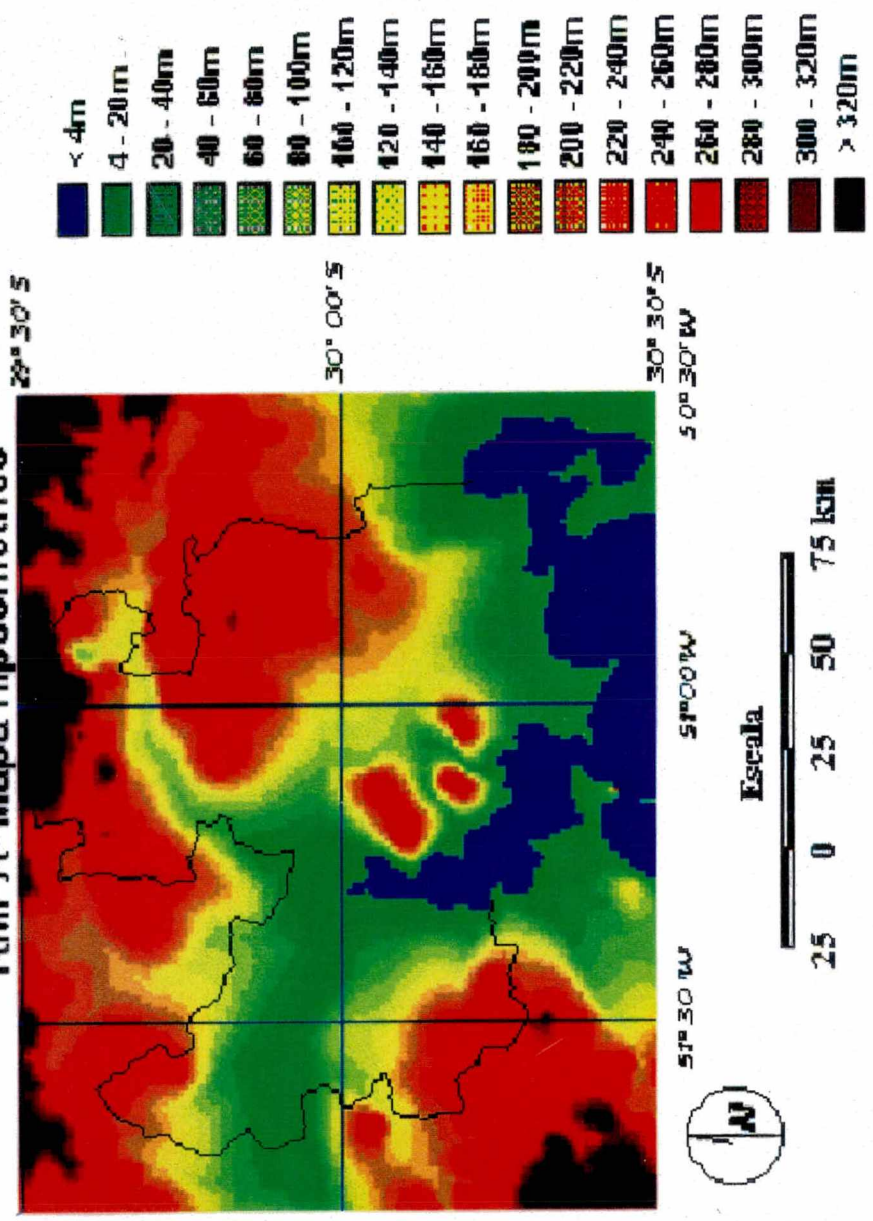 Mapa Hipsométrico
29° 30' S
30° 00' S
30° 30' S
51° 30' W
51° 00' W
50° 30' W
< 4m
4 - 20m
20 - 40m
40 - 60m
60 - 80m
80 - 100m
100 - 120m
120 - 140m
140 - 160m
160 - 180m
180 - 200m
200 - 220m
220 - 240m
240 - 260m
260 - 280m
280 - 300m
300 - 320m
> 320m
Escala
25 0 25 50 75 km
N